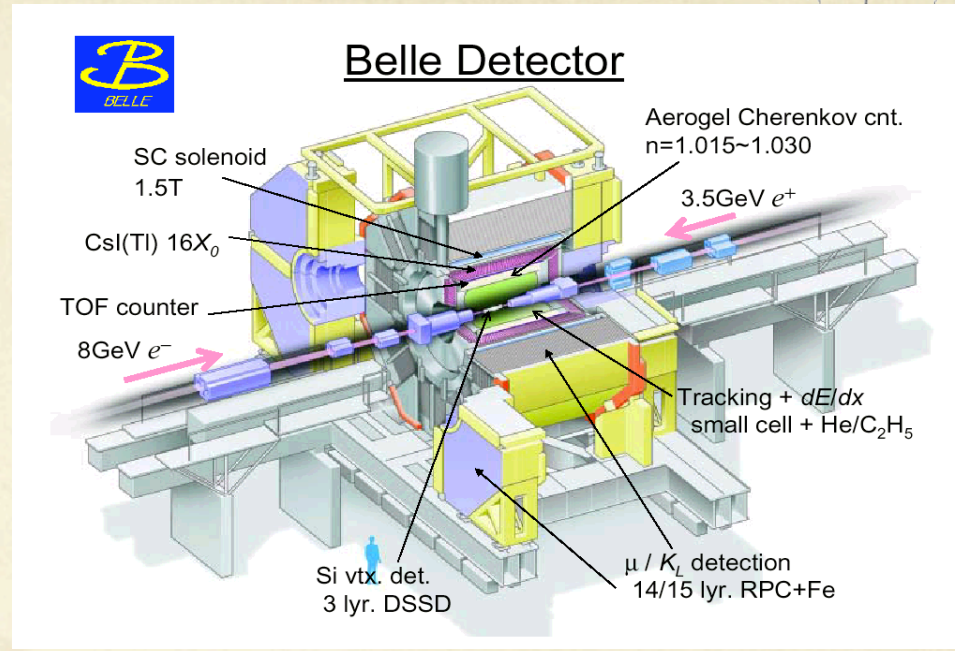 BELLE
Belle Detector
Aerogel Cherenkov cnt.
n=1.015~1.030
SC solenoid
1.5T
3.5GeV e⁺
CsI(Tl) 16X₀
TOF counter
8GeV e⁻
Tracking + dE/dx
small cell + He/C₂H₅
Si vtx. det.
3 lyr. DSSD
μ / K_L detection
14/15 lyr. RPC+Fe